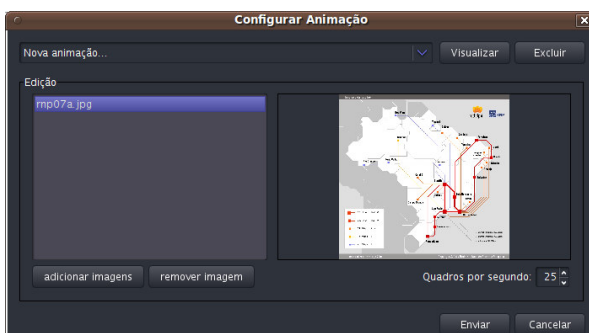 Configurar Animação
Nova animação...
Visualizar
Excluir
Edição
mp07a.jpg
adicionar imagens
remover imagem
Quadros por segundo: 25
Enviar
Cancelar